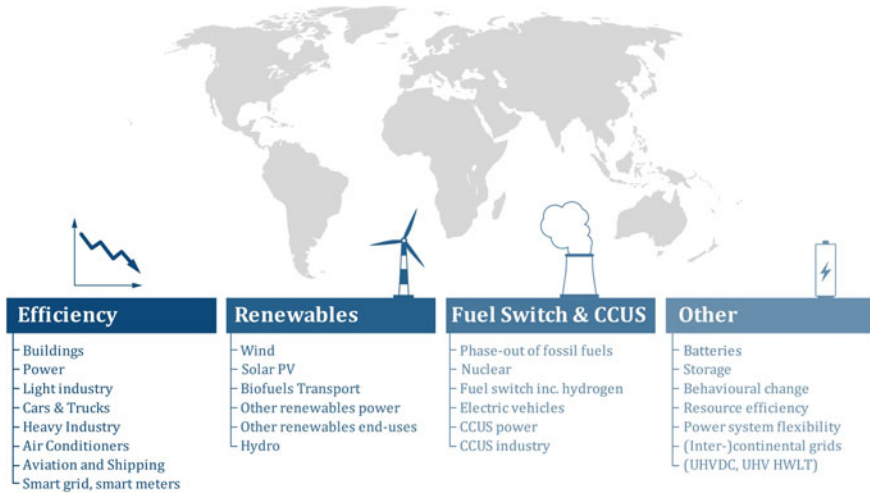 Efficiency
Buildings
Power
Light industry
Cars & Trucks
Heavy Industry
Air Conditioners
Aviation and Shipping
Smart grid, smart meters
Renewables
Wind
Solar PV
Biofuels Transport
Other renewables power
Other renewables end-uses
Hydro
Fuel Switch & CCUS
Phase-out of fossil fuels
Nuclear
Fuel switch inc. hydrogen
Electric vehicles
CCUS power
CCUS industry
Other
Batteries
Storage
Behavioural change
Resource efficiency
Power system flexibility
(Inter-)continental grids
(UHVDC, UHV HWLT)